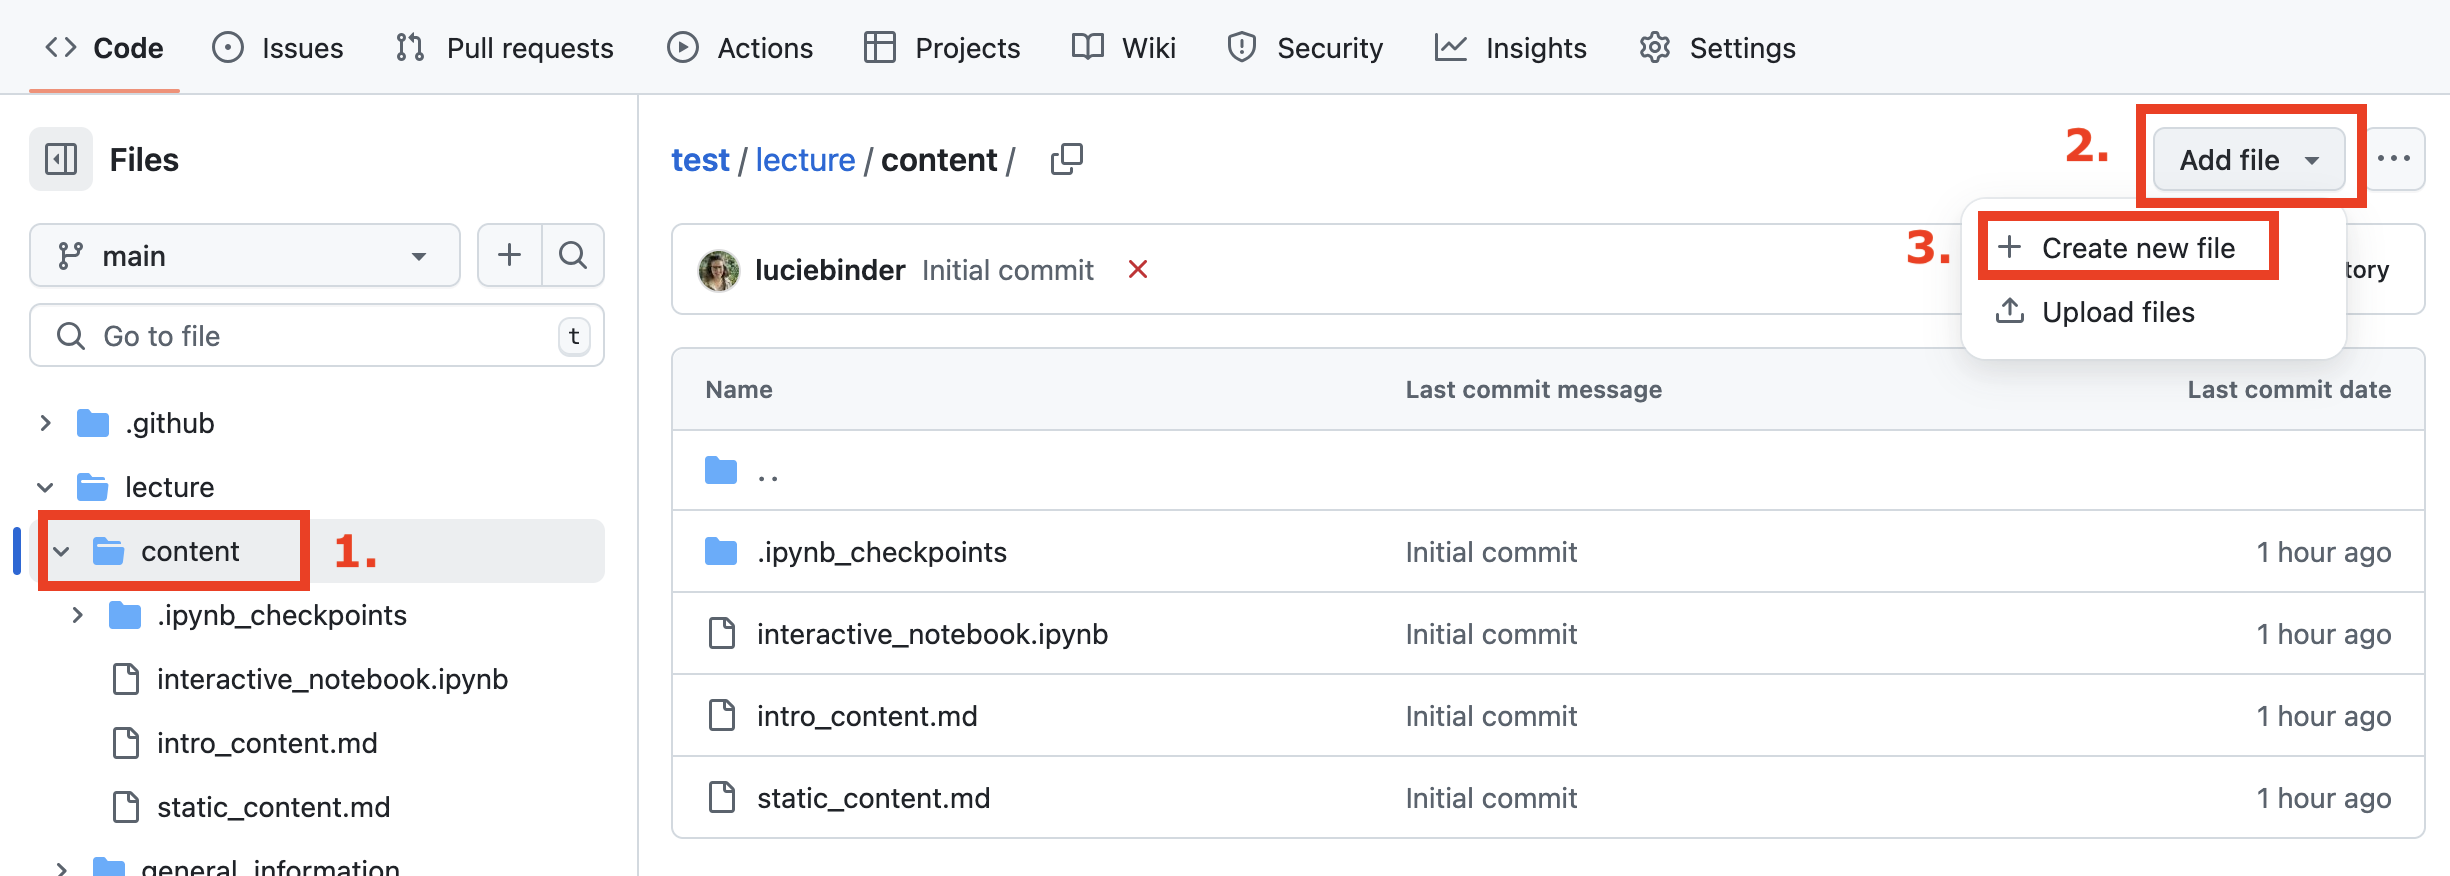 Code Issues Pull requests Actions Projects Wiki Security Insights Settings
Files
main
Go to file t
.github
lecture
content 1.
.ipynb_checkpoints
interactive_notebook.ipynb
intro_content.md
static_content.md
general_information
test / lecture / content /
2. Add file
3. Create new file
Upload files
luciebinder Initial commit
tory
Name Last commit message Last commit date
..
.ipynb_checkpoints Initial commit 1 hour ago
interactive_notebook.ipynb Initial commit 1 hour ago
intro_content.md Initial commit 1 hour ago
static_content.md Initial commit 1 hour ago